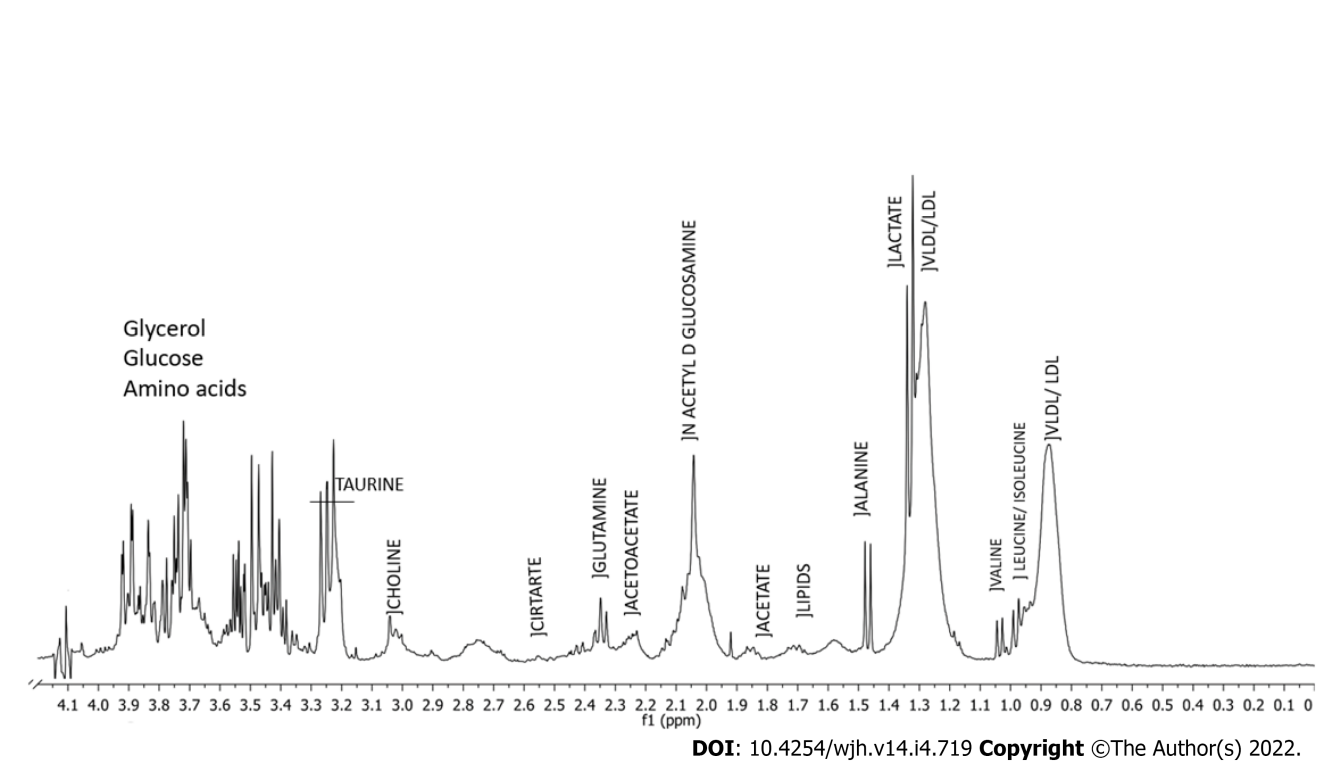 ]LACTATE
]VLDL/LDL
]N ACETYL D GLUCOSAMINE
Glycerol
Glucose
Amino acids
]VLDL/ LDL
] LEUCINE/ ISOLEUCINE
]ALANINE
TAURINE
]GLUTAMINE
]ACETOACETATE
]CHOLINE
]VALINE
]CIRTARTE
]ACETATE
]LIPIDS
4.1 4.0 3.9 3.8 3.7 3.6 3.5 3.4 3.3 3.2 3.1 3.0 2.9 2.8 2.7 2.6 2.5 2.4 2.3 2.2 2.1 2.0 1.9 1.8 1.7 1.6 1.5 1.4 1.3 1.2 1.1 1.0 0.9 0.8 0.7 0.6 0.5 0.4 0.3 0.2 0.1 0
f1 (ppm)
DOI: 10.4254/wjh.v14.i4.719 Copyright ©The Author(s) 2022.